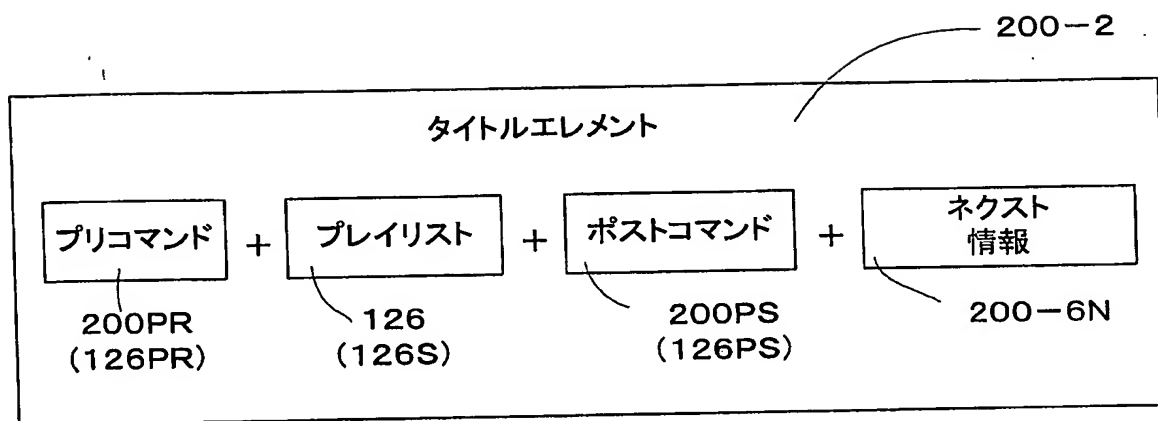 200-2
タイトルエレメント
プリコマンド + プレイリスト + ポストコマンド + ネクスト
情報
200PR 126 200PS 200-6N
(126PR) (126S) (126PS)